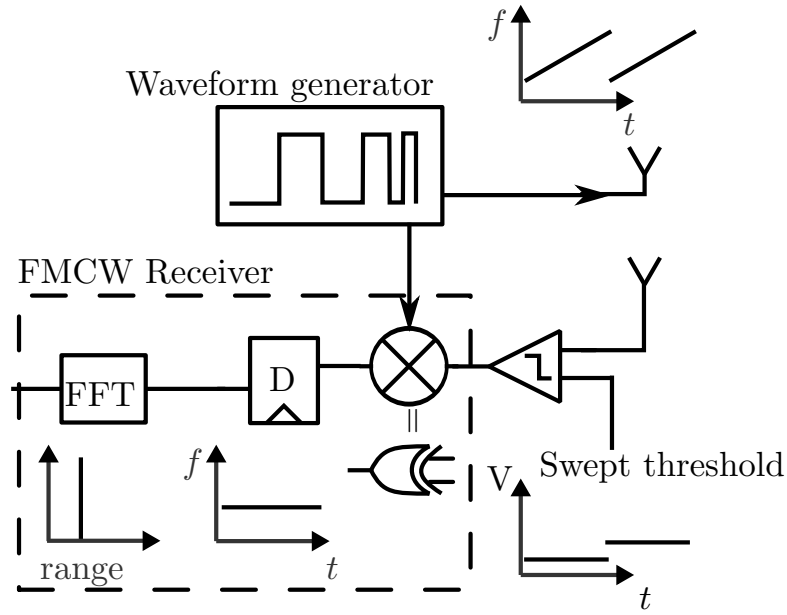 f
t
Waveform generator
FMCW Receiver
FFT
D
Swept threshold
range
f
t
V
t